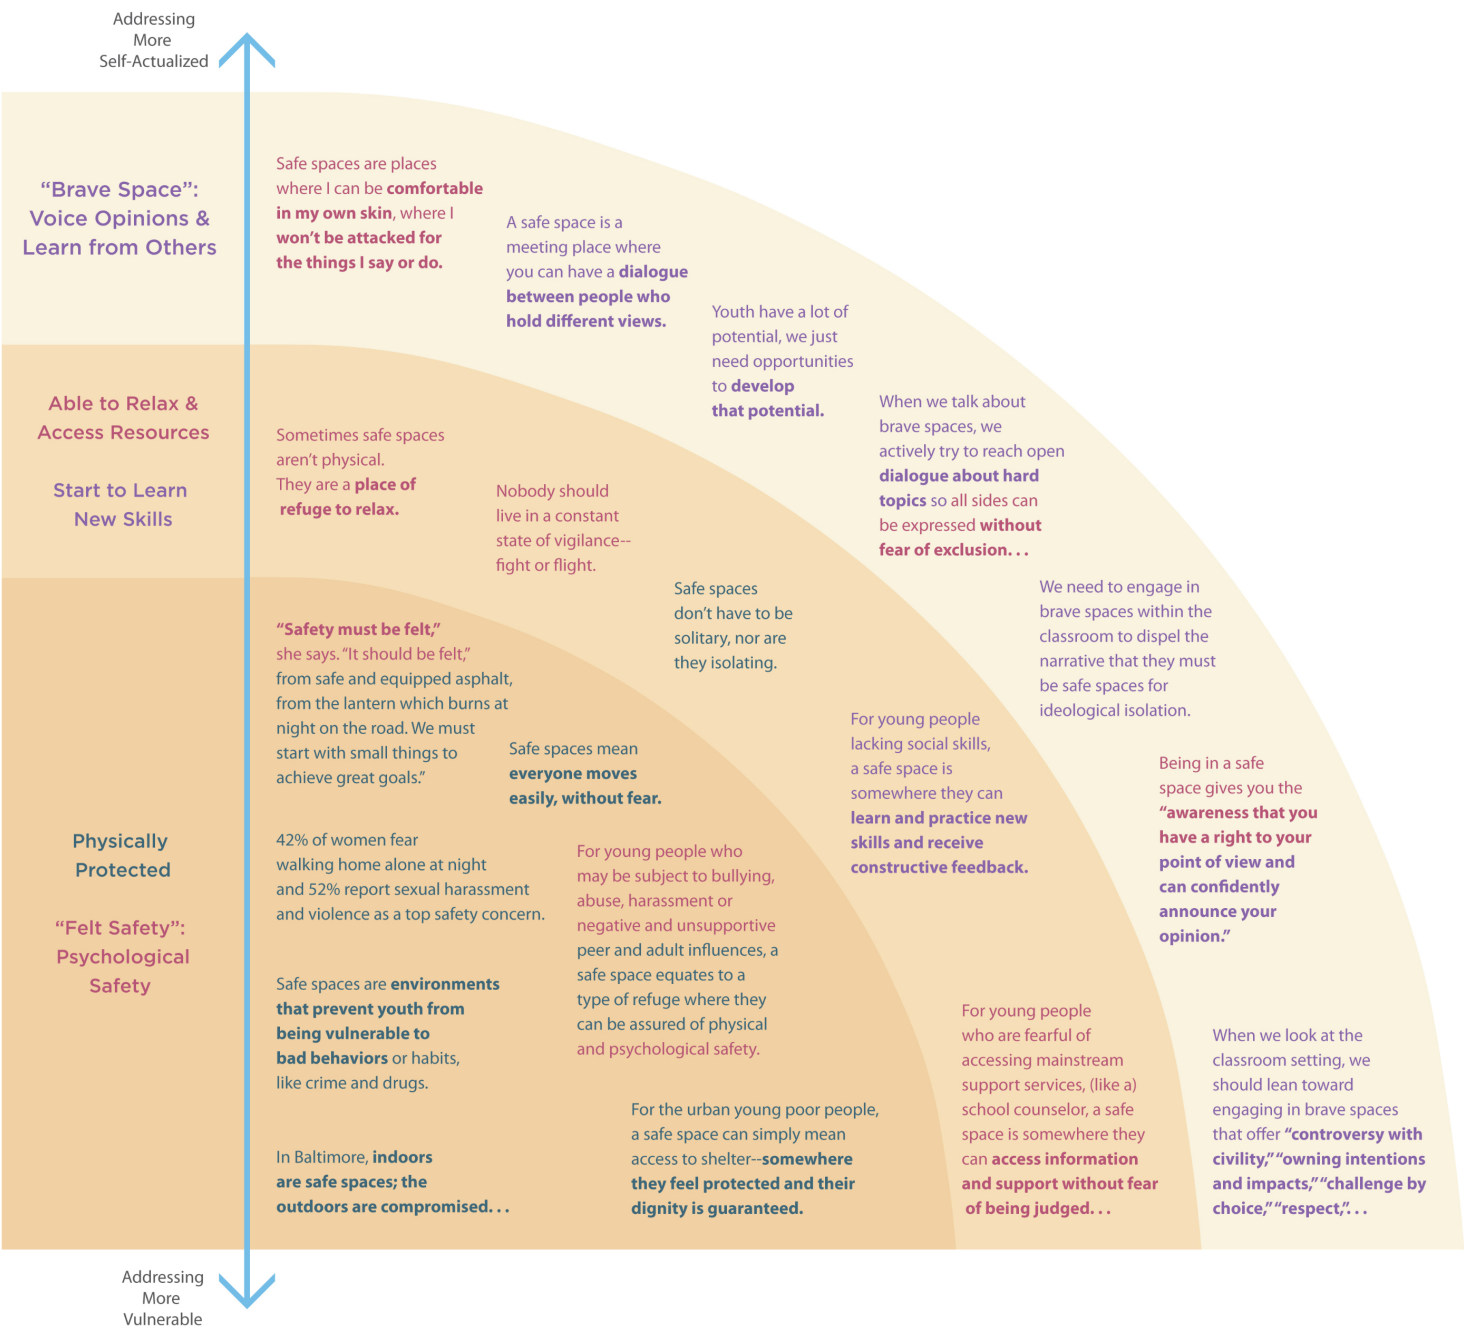 Addressing
More
Self-Actualized
“Brave Space”:
Voice Opinions &
Learn from Others
Safe spaces are places
where I can be comfortable
in my own skin, where I
won’t be attacked for
the things I say or do.
A safe space is a
meeting place where
you can have a dialogue
between people who
hold different views.
Youth have a lot of
potential, we just
need opportunities
to develop
that potential.
When we talk about
brave spaces, we
actively try to reach open
dialogue about hard
topics so all sides can
be expressed without
fear of exclusion. . .
We need to engage in
brave spaces within the
classroom to dispel the
narrative that they must
be safe spaces for
ideological isolation.
Being in a safe
space gives you the
“awareness that you
have a right to your
point of view and
can confidently
announce your
opinion.”
When we look at the
classroom setting, we
should lean toward
engaging in brave spaces
that offer “controversy with
civility,” “owning intentions
and impacts,” “challenge by
choice,” “respect,”. . .
Able to Relax &
Access Resources
Start to Learn
New Skills
Sometimes safe spaces
aren’t physical.
They are a place of
refuge to relax.
Nobody should
live in a constant
state of vigilance--
fight or flight.
Safe spaces
don’t have to be
solitary, nor are
they isolating.
For young people
lacking social skills,
a safe space is
somewhere they can
learn and practice new
skills and receive
constructive feedback.
For young people
who are fearful of
accessing mainstream
support services, (like a)
school counselor, a safe
space is somewhere they
can access information
and support without fear
of being judged. . .
Physically
Protected
“Felt Safety”:
Psychological
Safety
“Safety must be felt,”
she says. “It should be felt,”
from safe and equipped asphalt,
from the lantern which burns at
night on the road. We must
start with small things to
achieve great goals.”
Safe spaces mean
everyone moves
easily, without fear.
42% of women fear
walking home alone at night
and 52% report sexual harassment
and violence as a top safety concern.
For young people who
may be subject to bullying,
abuse, harassment or
negative and unsupportive
peer and adult influences, a
safe space equates to a
type of refuge where they
can be assured of physical
and psychological safety.
Safe spaces are environments
that prevent youth from
being vulnerable to
bad behaviors or habits,
like crime and drugs.
For the urban young poor people,
a safe space can simply mean
access to shelter--somewhere
they feel protected and their
dignity is guaranteed.
In Baltimore, indoors
are safe spaces; the
outdoors are compromised. . .
Addressing
More
Vulnerable